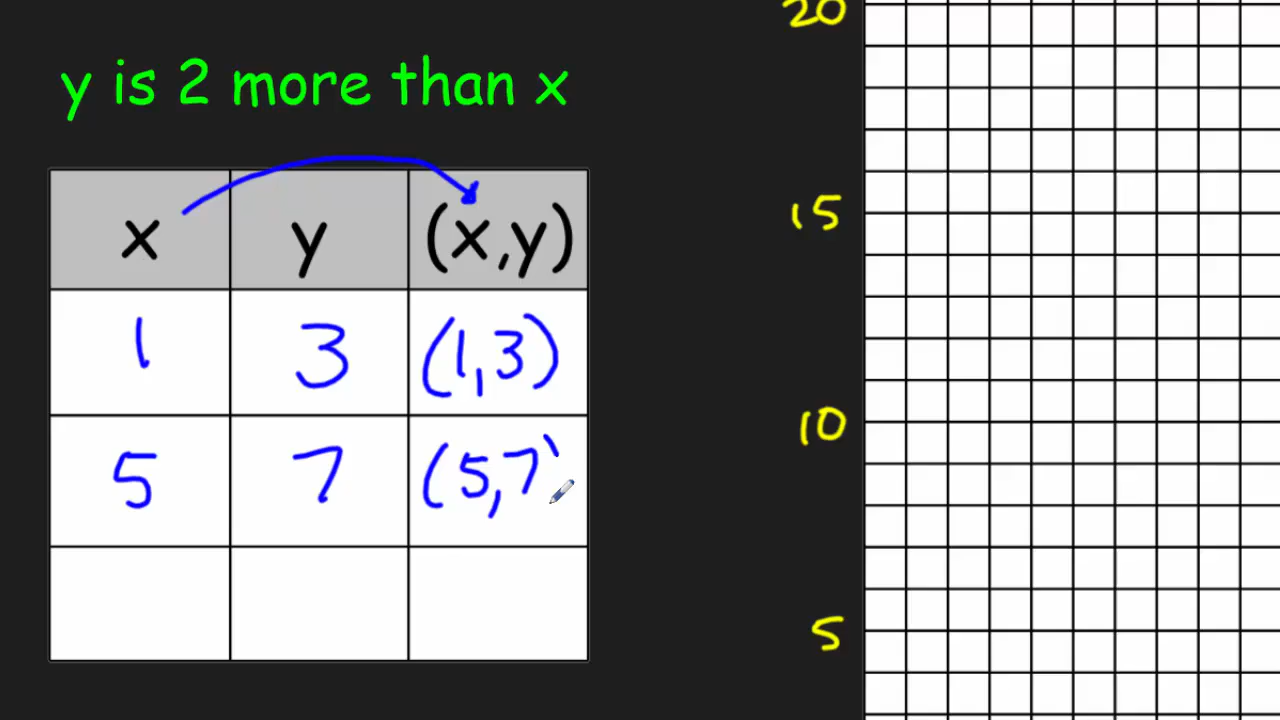 y is 2 more than x
x y (x,y)
1 3 (1,3)
5 7 (5,7)
20
15
10
5